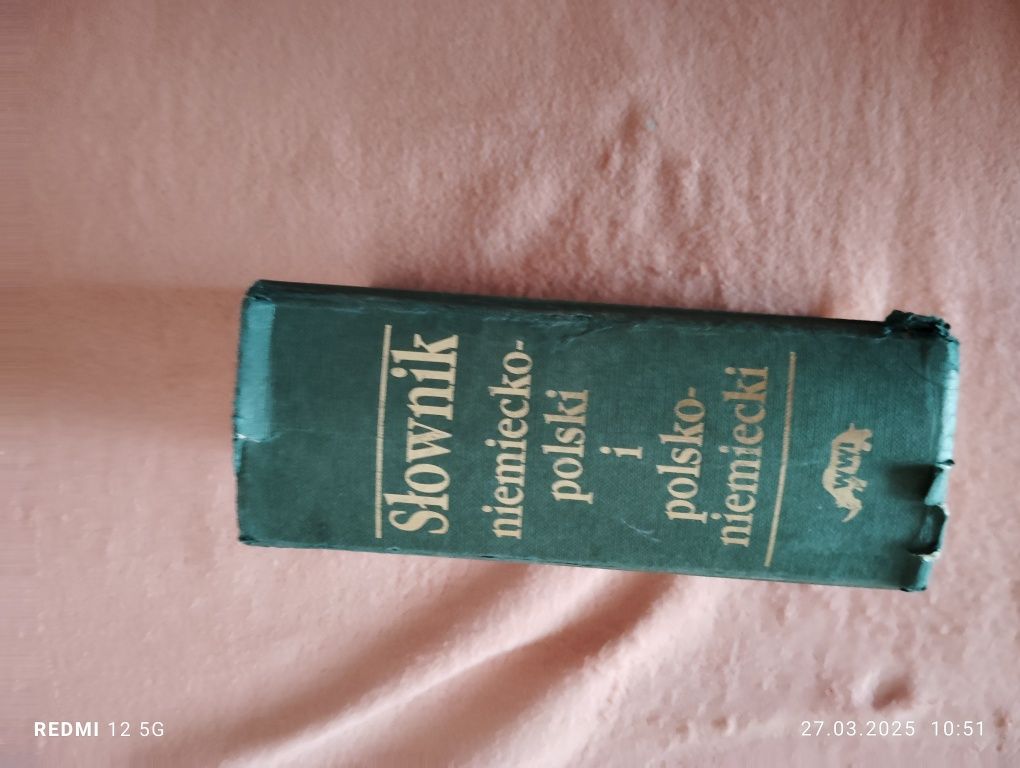 Słownik
niemiecko-
polski
i
polsko-
niemiecki
REDMI 12 5G
27.03.2025 10:51